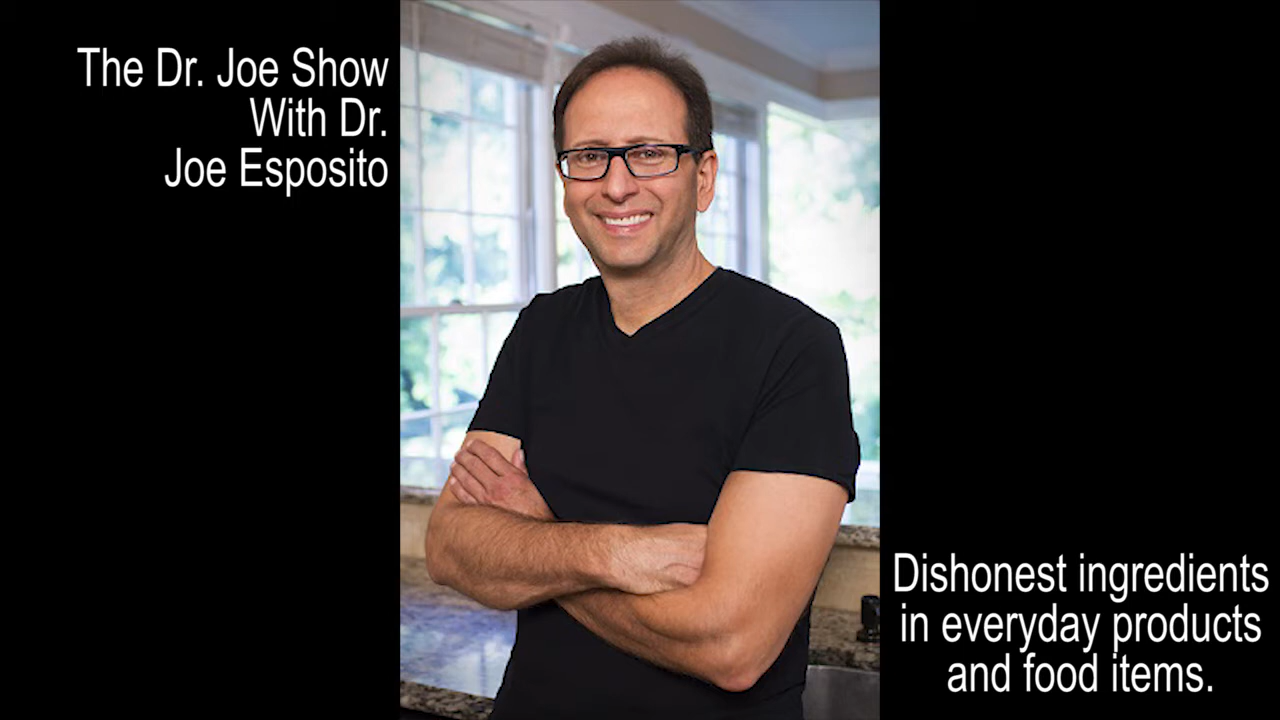 The Dr. Joe Show
With Dr.
Joe Esposito
Dishonest ingredients
in everyday products
and food items.